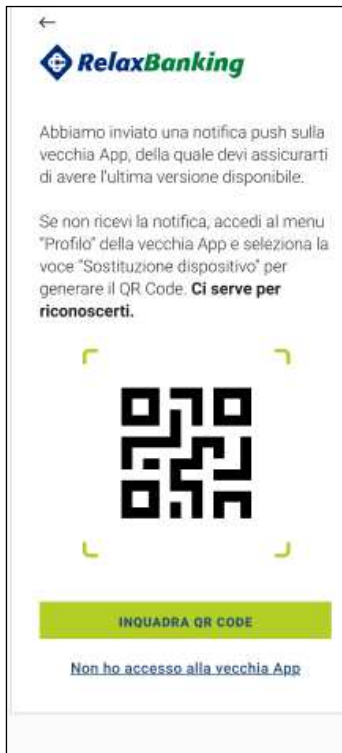 RelaxBanking
Abbiamo inviato una notifica push sulla
vecchia App, della quale devi assicurarti
di avere l'ultima versione disponibile.
Se non ricevi la notifica, accedi al menu
"Profilo" della vecchia App e seleziona la
voce "Sostituzione dispositivo" per
generare il QR Code. Ci serve per
riconoscerti.
INQUADRA QR CODE
Non ho accesso alla vecchia App